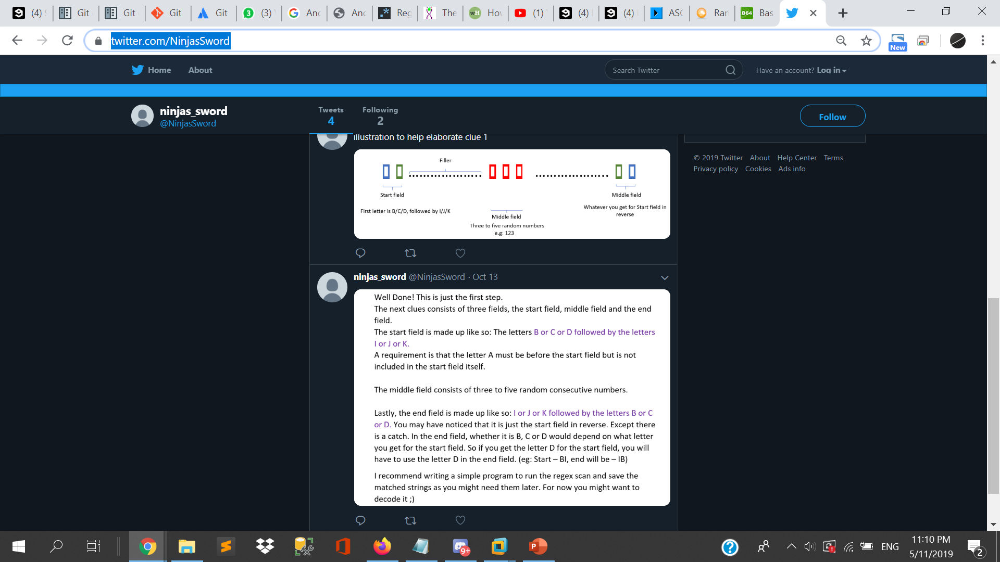 (4) 9
Git
Git
Git
Git
(3)
And
And
Reg
The
Hov
(1)
(4)
(4)
ASC
Ran
B64 Bas
twitter.com/NinjasSword
New
Home
About
Search Twitter
Have an account? Log in
ninjas_sword
@NinjasSword
Tweets
4
Following
2
Follow
illustration to help elaborate clue 1
Filler
Start field
First letter is B/C/D, followed by I/J/K
Middle field
Three to five random numbers
e.g: 123
Middle field
Whatever you get for Start field in
reverse
© 2019 Twitter About Help Center Terms
Privacy policy Cookies Ads info
ninjas_sword @NinjasSword · Oct 13
Well Done! This is just the first step.
The next clues consists of three fields, the start field, middle field and the end
field.
The start field is made up like so: The letters B or C or D followed by the letters
I or J or K.
A requirement is that the letter A must be before the start field but is not
included in the start field itself.
The middle field consists of three to five random consecutive numbers.
Lastly, the end field is made up like so: I or J or K followed by the letters B or C
or D. You may have noticed that it is just the start field in reverse. Except there
is a catch. In the end field, whether it is B, C or D would depend on what letter
you get for the start field. So if you get the letter D for the start field, you will
have to use the letter D in the end field. (eg: Start – BI, end will be – IB)
I recommend writing a simple program to run the regex scan and save the
matched strings as you might need them later. For now you might want to
decode it ;)
9+
ENG
11:10 PM
5/11/2019
2